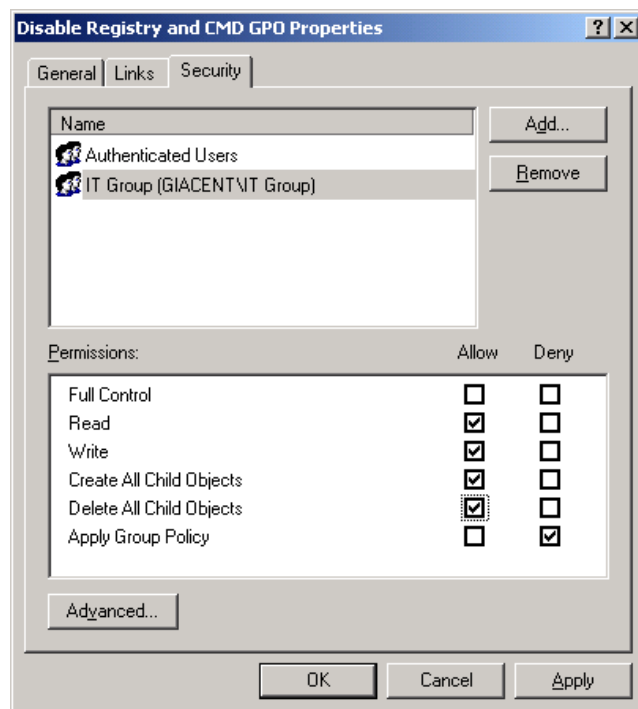 Disable Registry and CMD GPO Properties
General Links Security
Name
Add...
Authenticated Users
IT Group (GIACENT\IT Group)
Remove
Permissions: Allow Deny
Full Control
Read
Write
Create All Child Objects
Delete All Child Objects
Apply Group Policy
Advanced...
OK Cancel Apply